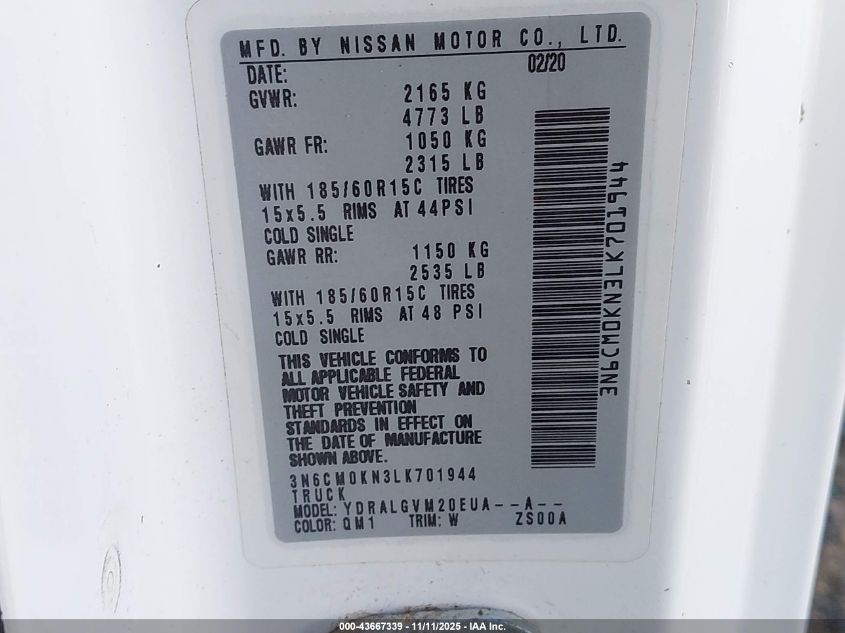 MFD. BY NISSAN MOTOR CO., LTD.
DATE: 02/20
GVWR: 2165 KG
4773 LB
GAWR FR: 1050 KG
2315 LB
WITH 185/60R15C TIRES
15x5.5 RIMS AT 44PSI
COLD SINGLE
GAWR RR: 1150 KG
2535 LB
WITH 185/60R15C TIRES
15x5.5 RIMS AT 48 PSI
COLD SINGLE
THIS VEHICLE CONFORMS TO
ALL APPLICABLE FEDERAL
MOTOR VEHICLE SAFETY AND
THEFT PREVENTION
STANDARDS IN EFFECT ON
THE DATE OF MANUFACTURE
SHOWN ABOVE.
3N6CM0KN3LK701944
TRUCK
MODEL: YDRALGVM20EUA--A--
COLOR: QM1 TRIM: W ZS00A
3N6CM0KN3LK701944
000-43667339 - 11/11/2025 - IAA Inc.